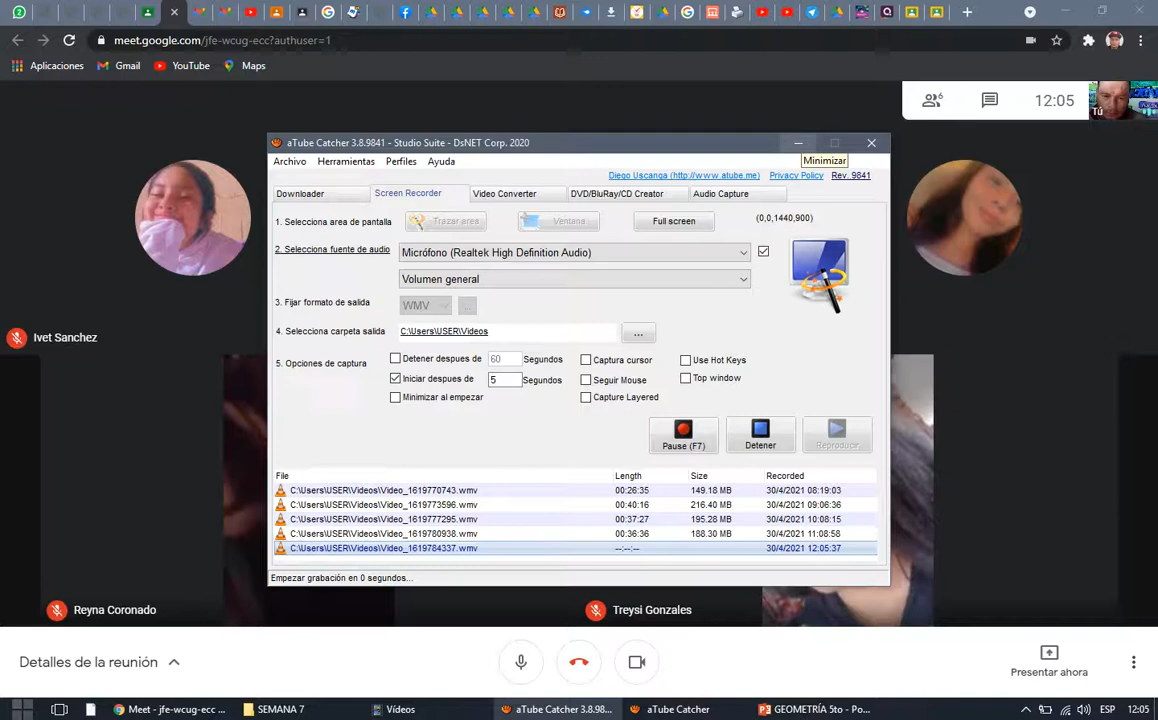 meet.google.com/jfe-wcug-ecc?authuser=1
Aplicaciones Gmail YouTube Maps
6 12:05 Tú
aTube Catcher 3.8.9841 - Studio Suite - DsNET Corp. 2020
Minimizar
Archivo Herramientas Perfiles Ayuda
Diego Uscanga (http://www.atube.me) Privacy Policy Rev. 9841
Downloader Screen Recorder Video Converter DVD/BluRay/CD Creator Audio Capture
1. Selecciona area de pantalla Trazar area Ventana Full screen (0,0,1440,900)
2. Selecciona fuente de audio Micrófono (Realtek High Definition Audio)
Volumen general
3. Fijar formato de salida WMV ...
4. Selecciona carpeta salida C:\Users\USER\Videos ...
5. Opciones de captura Detener despues de 60 Segundos Captura cursor Use Hot Keys
Iniciar despues de 5 Segundos Seguir Mouse Top window
Minimizar al empezar Capture Layered
Pause (F7) Detener Reproducir
File Length Size Recorded
C:\Users\USER\Videos\Video_1619770743.wmv 00:26:35 149.18 MB 30/4/2021 08:19:03
C:\Users\USER\Videos\Video_1619773596.wmv 00:40:16 216.40 MB 30/4/2021 09:06:36
C:\Users\USER\Videos\Video_1619777295.wmv 00:37:27 195.28 MB 30/4/2021 10:08:15
C:\Users\USER\Videos\Video_1619780938.wmv 00:36:36 188.30 MB 30/4/2021 11:08:58
C:\Users\USER\Videos\Video_1619784337.wmv --:--:-- 30/4/2021 12:05:37
Empezar grabación en 0 segundos...
Ivet Sanchez
Reyna Coronado
Treysi Gonzales
Detalles de la reunión
Presentar ahora
Meet - jfe-wcug-ecc ... SEMANA 7 Vídeos aTube Catcher 3.8.98... aTube Catcher GEOMETRÍA 5to - Po... ESP 12:05